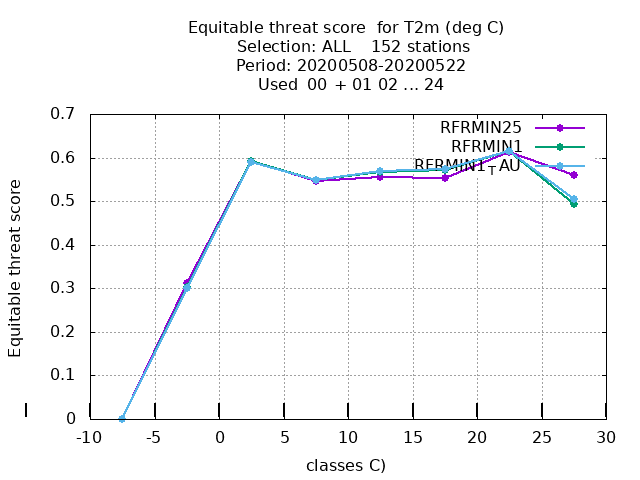 Equitable threat score  for T2m (deg C)
Selection: ALL    152 stations
Period: 20200508-20200522
Used  00  + 01 02 ... 24
0.7
0.6
0.5
0.4
0.3
0.2
0.1
0
Equitable threat score
RFRMIN25
RFRMIN1
RFRMIN1TAU
-10 -5 0 5 10 15 20 25 30
classes C)